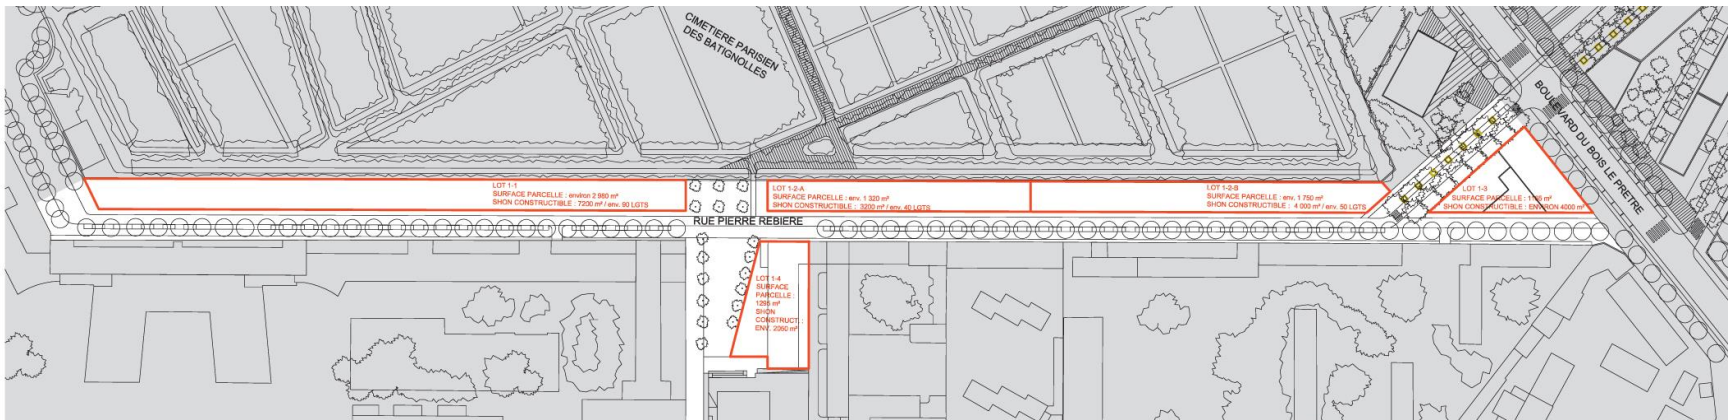 CIMETIERE PARISIEN
DES BATIGNOLLES
BOULEVARD DU BOIS LE PRETRE
LOT 1-1
SURFACE PARCELLE : environ 2 980 m²
SHON CONSTRUCTIBLE : 7200 m² / env. 90 LGTS
LOT 1-2-A
SURFACE PARCELLE : env. 1 320 m²
SHON CONSTRUCTIBLE : 3200 m² / env. 40 LGTS
LOT 1-2-B
SURFACE PARCELLE : env. 1 750 m²
SHON CONSTRUCTIBLE : 4 000 m² / env. 50 LGTS
LOT 1-3
SURFACE PARCELLE : m²
SHON CONSTRUCTIBLE : ENVIRON 4000 m²
RUE PIERRE REBIERE
LOT 1-4
SURFACE
PARCELLE :
1295 m²
SHON
CONSTRUCT. :
ENV. 2060 m²